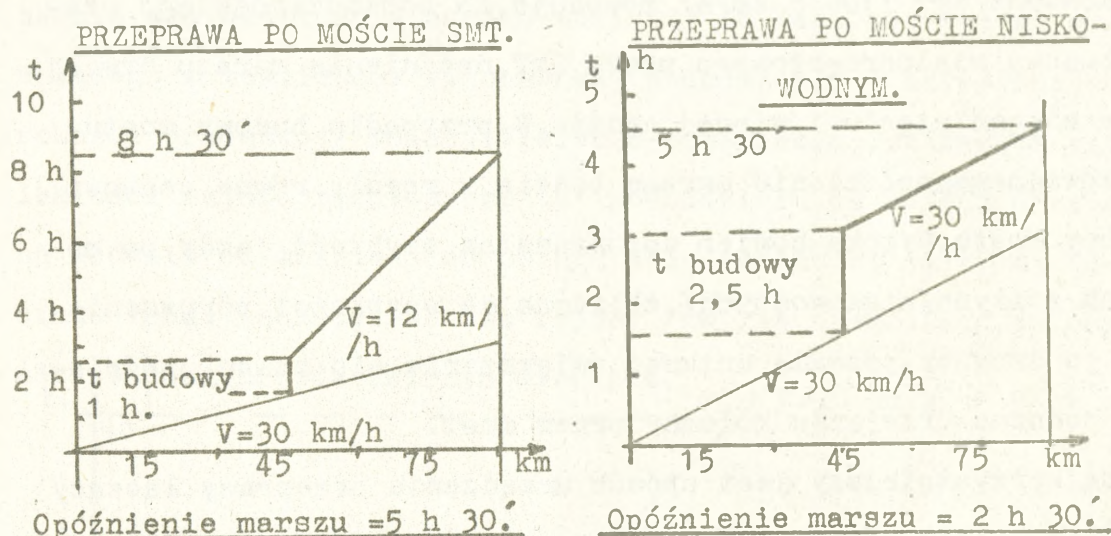 PRZEPRAWA PO MOŚCIE SMT.
t
10
8 h 30´
8 h
6 h
4 h
V=12 km/
/h
2 h
t budowy
1 h.
V=30 km/h
15
45
75
km
Opóźnienie marszu =5 h 30´.
PRZEPRAWA PO MOŚCIE NISKO-
WODNYM.
t
h
5
5 h 30´
4
3
V=30 km/
/h
t budowy
2,5 h
2
1
V=30 km/h
15
45
75
km
Opóźnienie marszu = 2 h 30´.